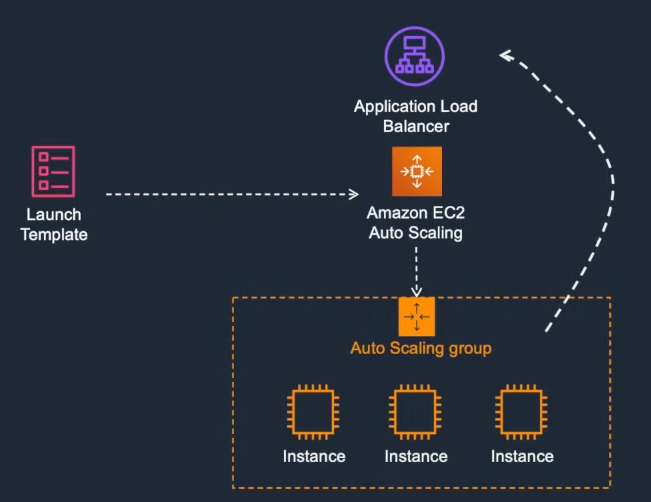 Application Load
Balancer
Launch
Template
Amazon EC2
Auto Scaling
Auto Scaling group
Instance
Instance
Instance